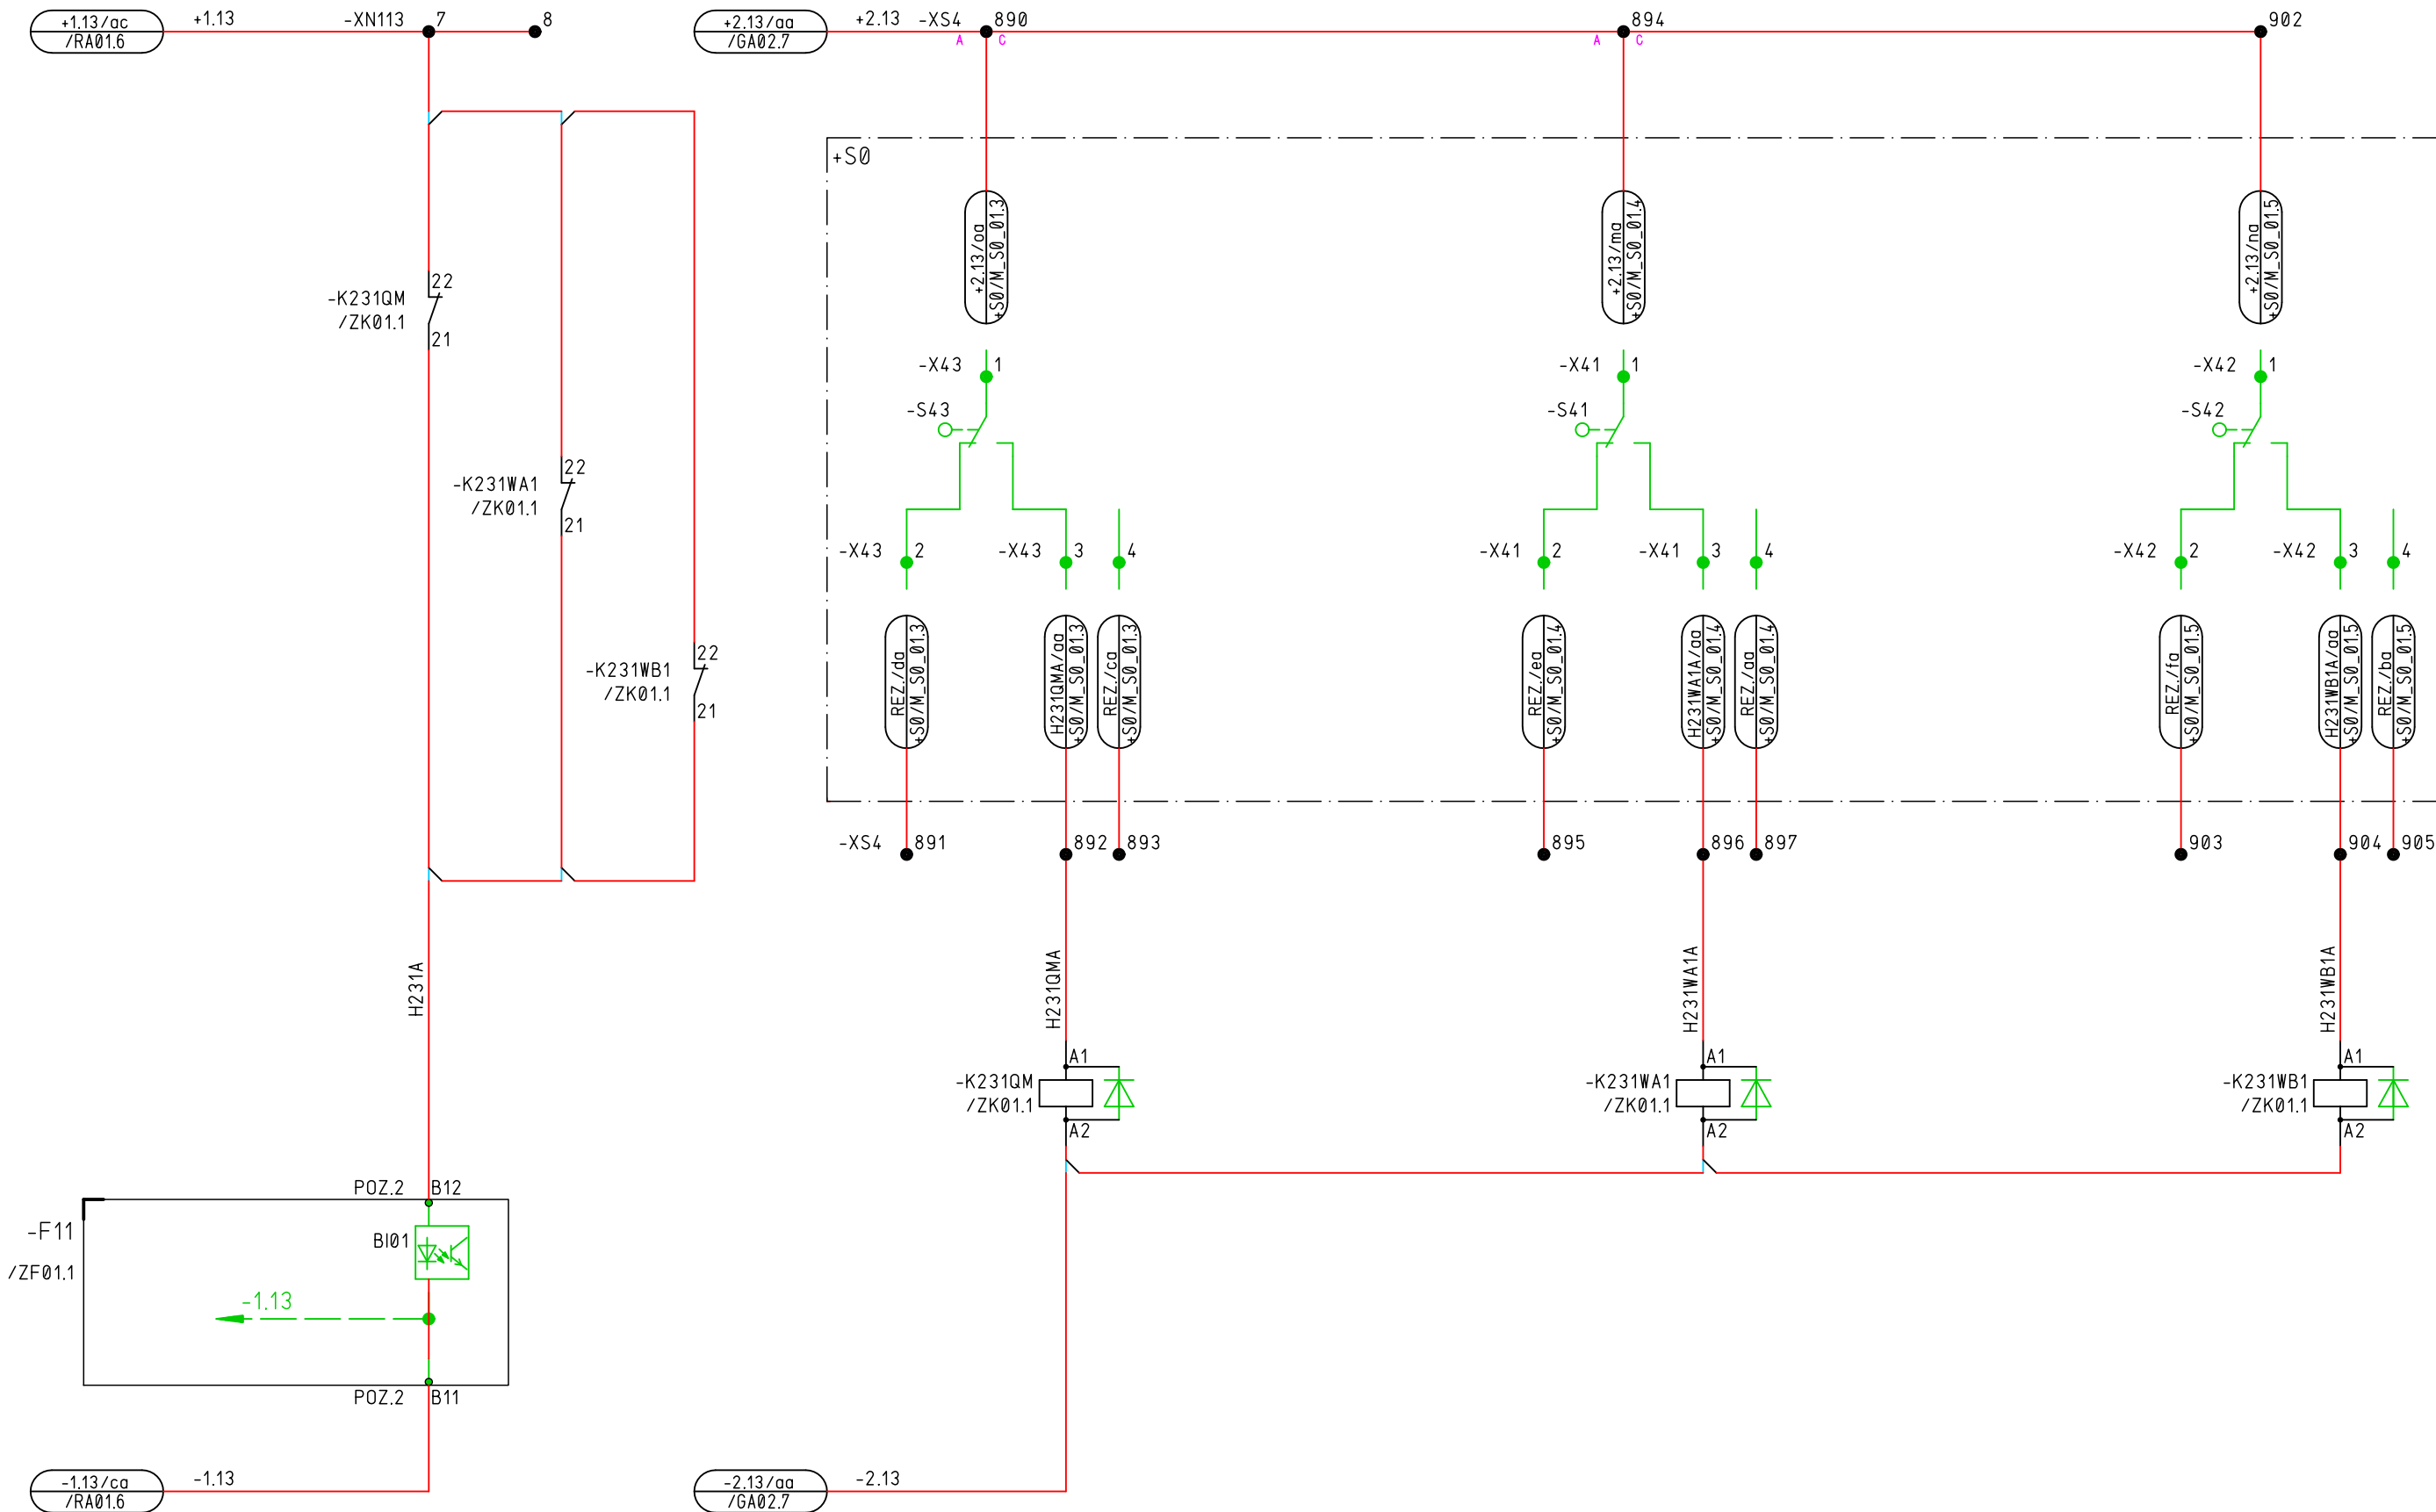 +1.13/ac
/RA01.6
+1.13
-XN113
7
8
+2.13/aa
/GA02.7
+2.13
-XS4
890
A
C
894
A
C
902
+S0
+2.13/oa
+S0/M_S0_01.3
+2.13/ma
+S0/M_S0_01.4
+2.13/na
+S0/M_S0_01.5
-K231QM
/ZK01.1
22
21
-X43
1
-S43
-X41
1
-S41
-X42
1
-S42
-K231WA1
/ZK01.1
22
21
-X43
2
-X43
3
4
-X41
2
-X41
3
4
-X42
2
-X42
3
4
-K231WB1
/ZK01.1
22
21
REZ./da
+S0/M_S0_01.3
H231QMA/aa
+S0/M_S0_01.3
REZ./ca
+S0/M_S0_01.3
REZ./ea
+S0/M_S0_01.4
H231WA1A/aa
+S0/M_S0_01.4
REZ./aa
+S0/M_S0_01.4
REZ./fa
+S0/M_S0_01.5
H231WB1A/aa
+S0/M_S0_01.5
REZ./ba
+S0/M_S0_01.5
-XS4
891
892
893
895
896
897
903
904
905
H231A
H231QMA
H231WA1A
H231WB1A
-K231QM
/ZK01.1
A1
A2
-K231WA1
/ZK01.1
A1
A2
-K231WB1
/ZK01.1
A1
A2
POZ.2
B12
-F11
/ZF01.1
BI01
-1.13
POZ.2
B11
-1.13/ca
/RA01.6
-1.13
-2.13/aa
/GA02.7
-2.13